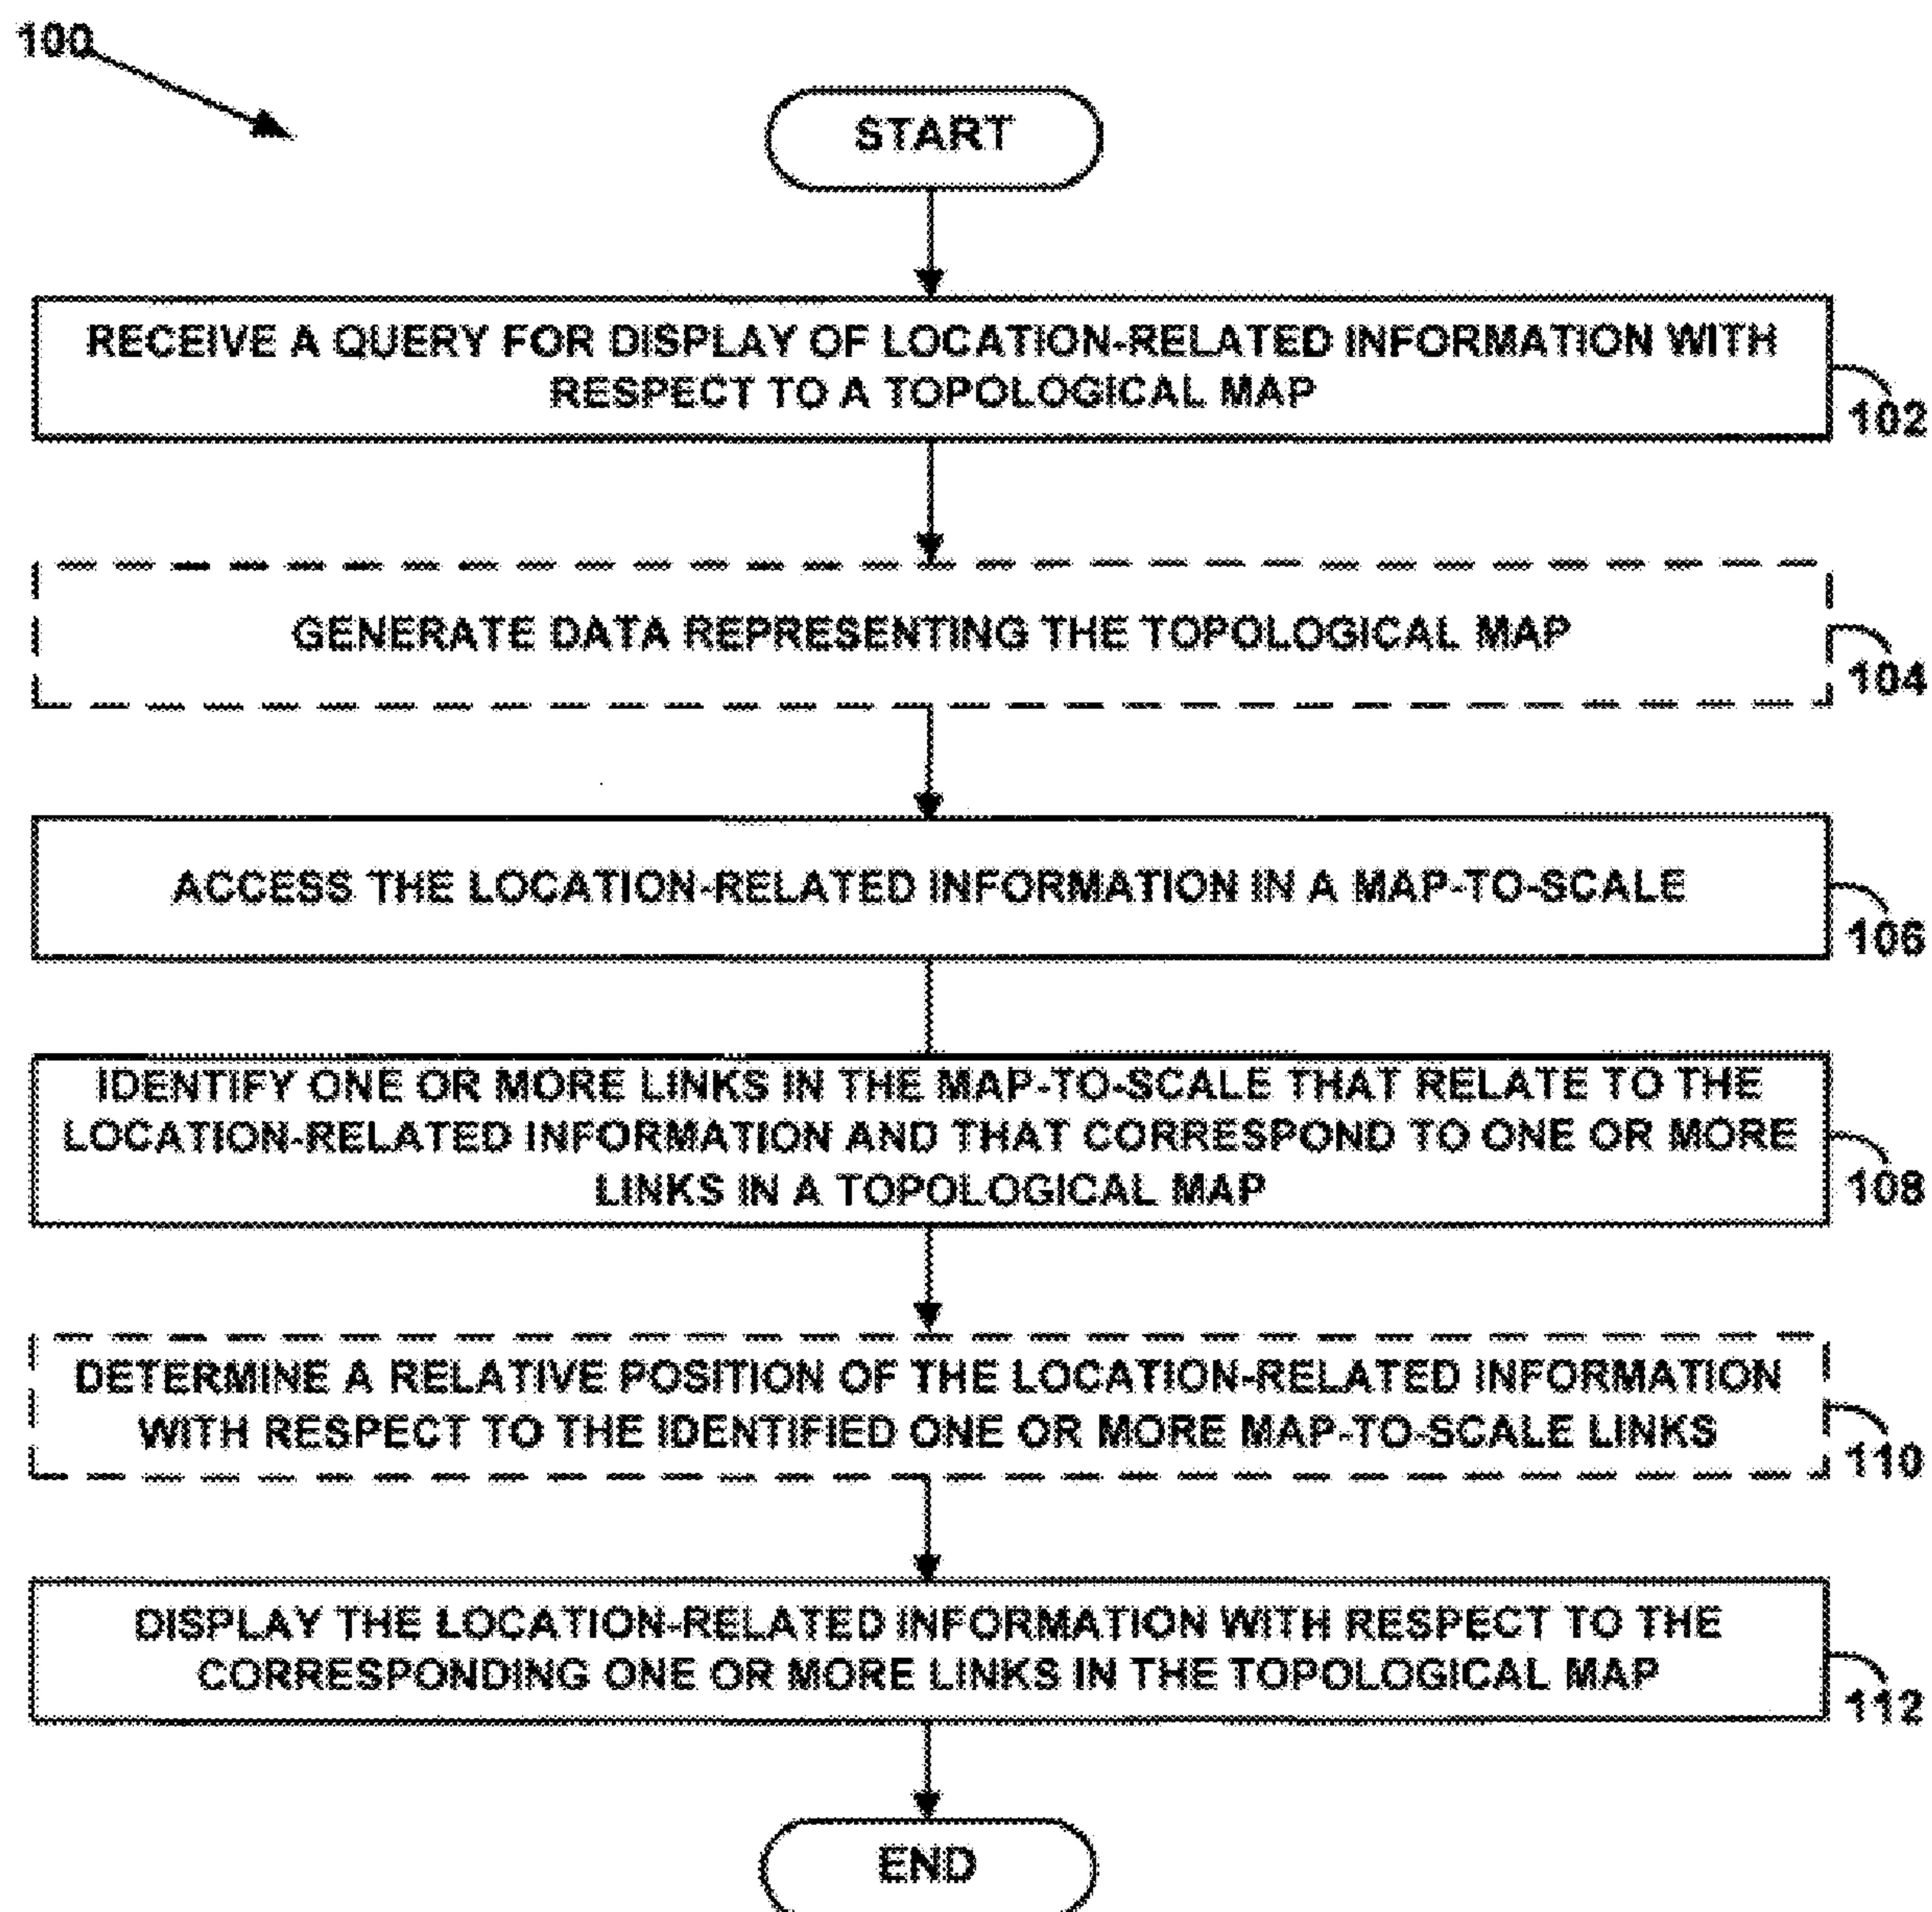 100
START
RECEIVE A QUERY FOR DISPLAY OF LOCATION-RELATED INFORMATION WITH
RESPECT TO A TOPOLOGICAL MAP
102
GENERATE DATA REPRESENTING THE TOPOLOGICAL MAP
104
ACCESS THE LOCATION-RELATED INFORMATION IN A MAP-TO-SCALE
106
IDENTIFY ONE OR MORE LINKS IN THE MAP-TO-SCALE THAT RELATE TO THE
LOCATION-RELATED INFORMATION AND THAT CORRESPOND TO ONE OR MORE
LINKS IN A TOPOLOGICAL MAP
108
DETERMINE A RELATIVE POSITION OF THE LOCATION-RELATED INFORMATION
WITH RESPECT TO THE IDENTIFIED ONE OR MORE MAP-TO-SCALE LINKS
110
DISPLAY THE LOCATION-RELATED INFORMATION WITH RESPECT TO THE
CORRESPONDING ONE OR MORE LINKS IN THE TOPOLOGICAL MAP
112
END